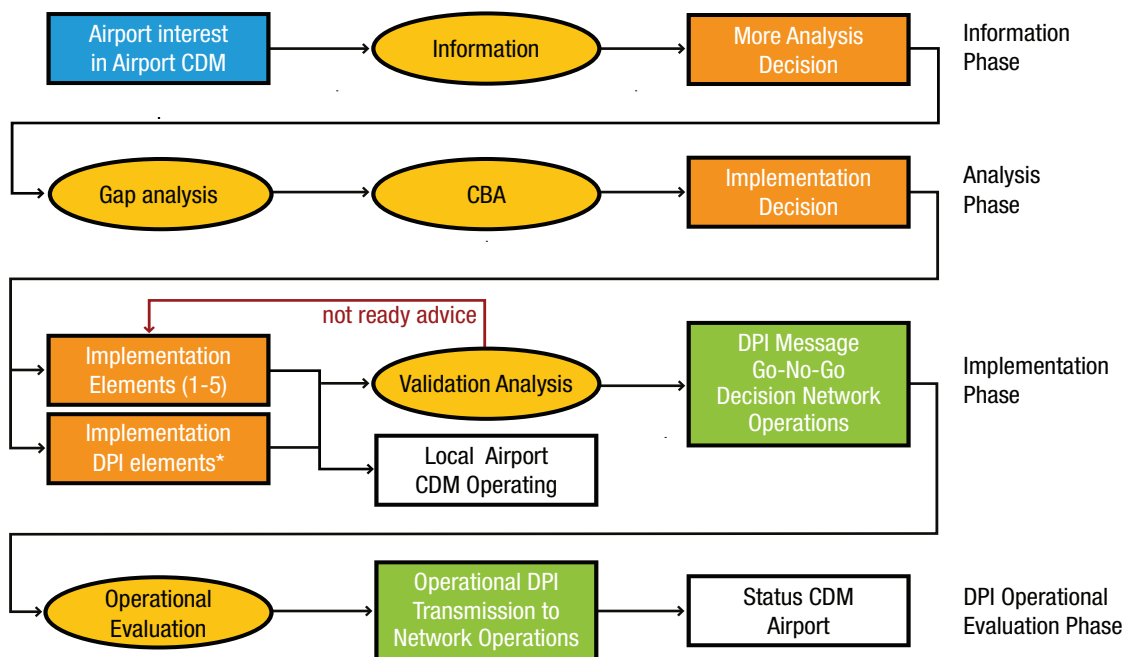 Airport interest
in Airport CDM
Information
More Analysis
Decision
Information
Phase
Gap analysis
CBA
Implementation
Decision
Analysis
Phase
not ready advice
Implementation
Elements (1-5)
Validation Analysis
DPI Message
Go-No-Go
Decision Network
Operations
Implementation
Phase
Implementation
DPI elements*
Local Airport
CDM Operating
Operational
Evaluation
Operational DPI
Transmission to
Network Operations
Status CDM
Airport
DPI Operational
Evaluation Phase